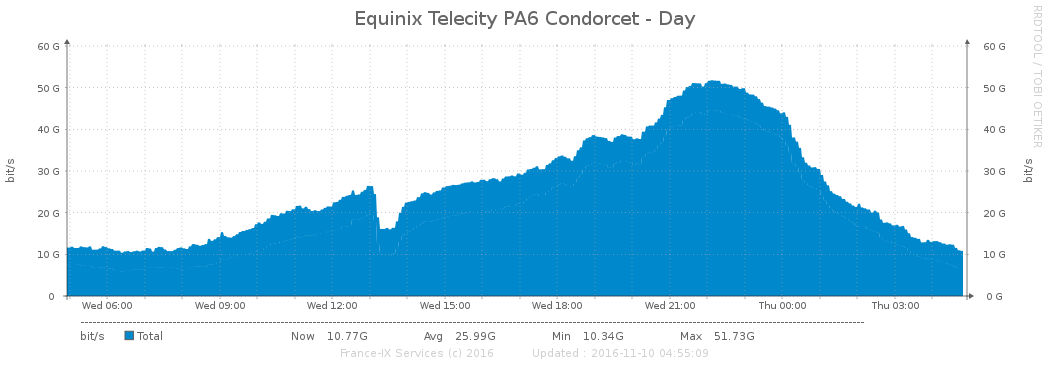 Equinix Telecity PA6 Condorcet - Day
RRDTOOL / TOBI OETIKER
60 G 60 G
50 G 50 G
40 G 40 G
30 G 30 G
20 G 20 G
10 G 10 G
0 0 G
bit/s bit/s
Wed 06:00 Wed 09:00 Wed 12:00 Wed 15:00 Wed 18:00 Wed 21:00 Thu 00:00 Thu 03:00
bit/s Total Now 10.77G Avg 25.99G Min 10.34G Max 51.73G
France-IX Services (c) 2016 Updated : 2016-11-10 04:55:09